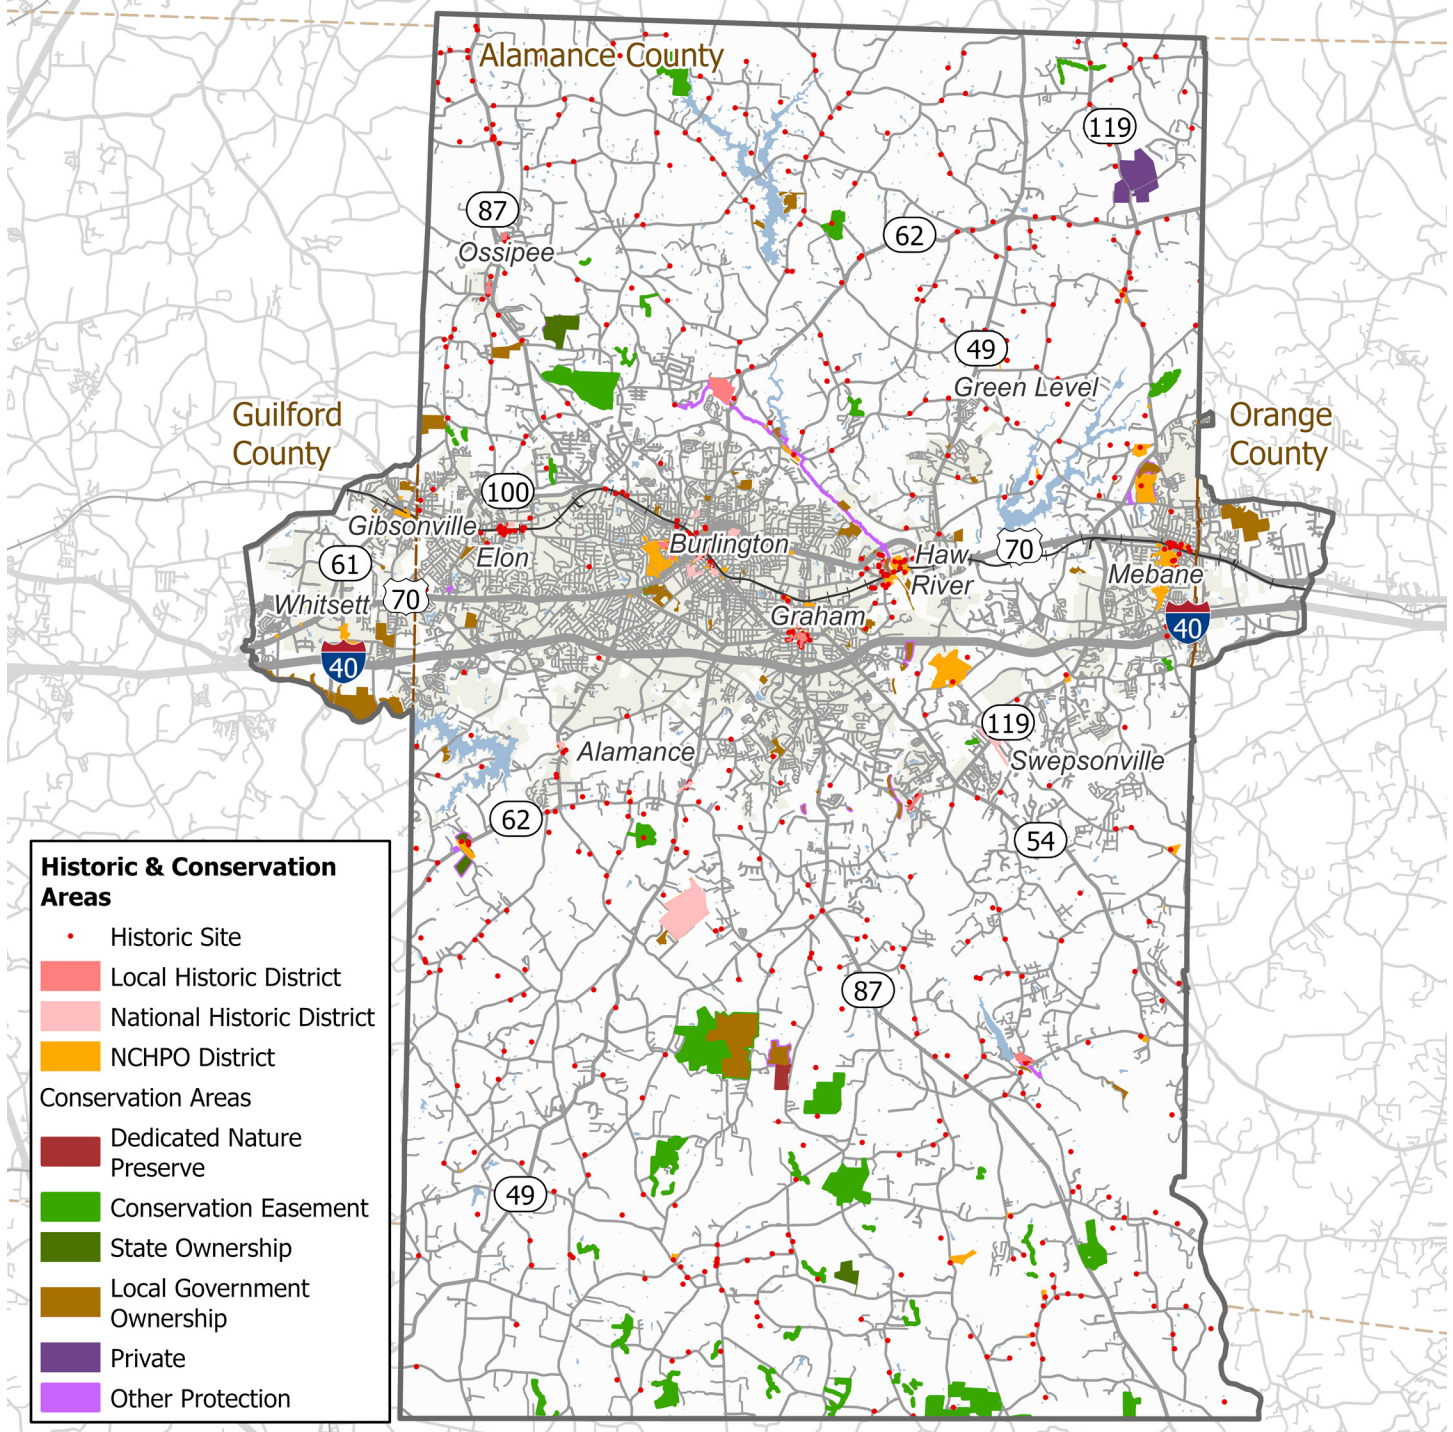 Alamance County
119
87
62
Ossipee
49
Green Level
Guilford
County
Orange
County
100
Gibsonville
Elon
Burlington
Haw
River
70
61
Whitsett
70
Mebane
Graham
40
40
119
Alamance
Swepsonville
62
54
87
49
Historic & Conservation
Areas
Historic Site
Local Historic District
National Historic District
NCHPO District
Conservation Areas
Dedicated Nature
Preserve
Conservation Easement
State Ownership
Local Government
Ownership
Private
Other Protection